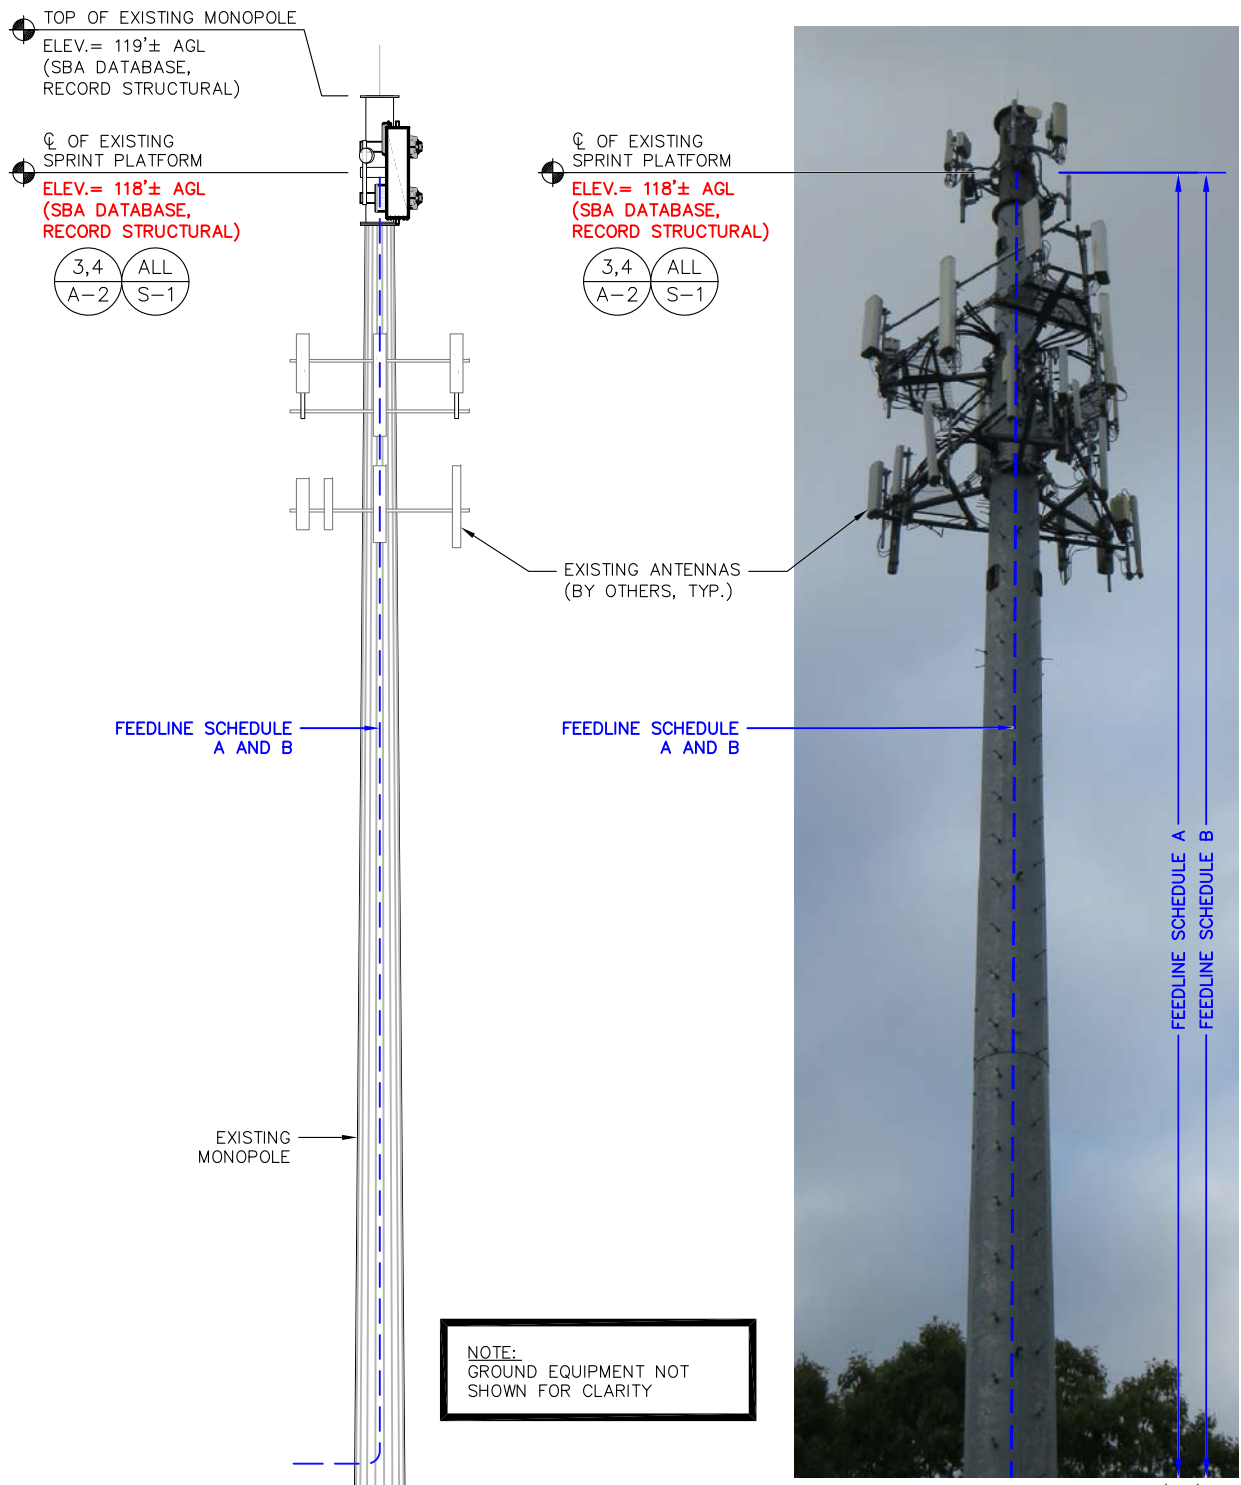 TOP OF EXISTING MONOPOLE
ELEV.= 119'± AGL
(SBA DATABASE,
RECORD STRUCTURAL)
℄ OF EXISTING
SPRINT PLATFORM
ELEV.= 118'± AGL
(SBA DATABASE,
RECORD STRUCTURAL)
3,4
A-2
ALL
S-1
℄ OF EXISTING
SPRINT PLATFORM
ELEV.= 118'± AGL
(SBA DATABASE,
RECORD STRUCTURAL)
3,4
A-2
ALL
S-1
EXISTING ANTENNAS
(BY OTHERS, TYP.)
FEEDLINE SCHEDULE
A AND B
FEEDLINE SCHEDULE
A AND B
FEEDLINE SCHEDULE A
FEEDLINE SCHEDULE B
EXISTING
MONOPOLE
NOTE:
GROUND EQUIPMENT NOT
SHOWN FOR CLARITY